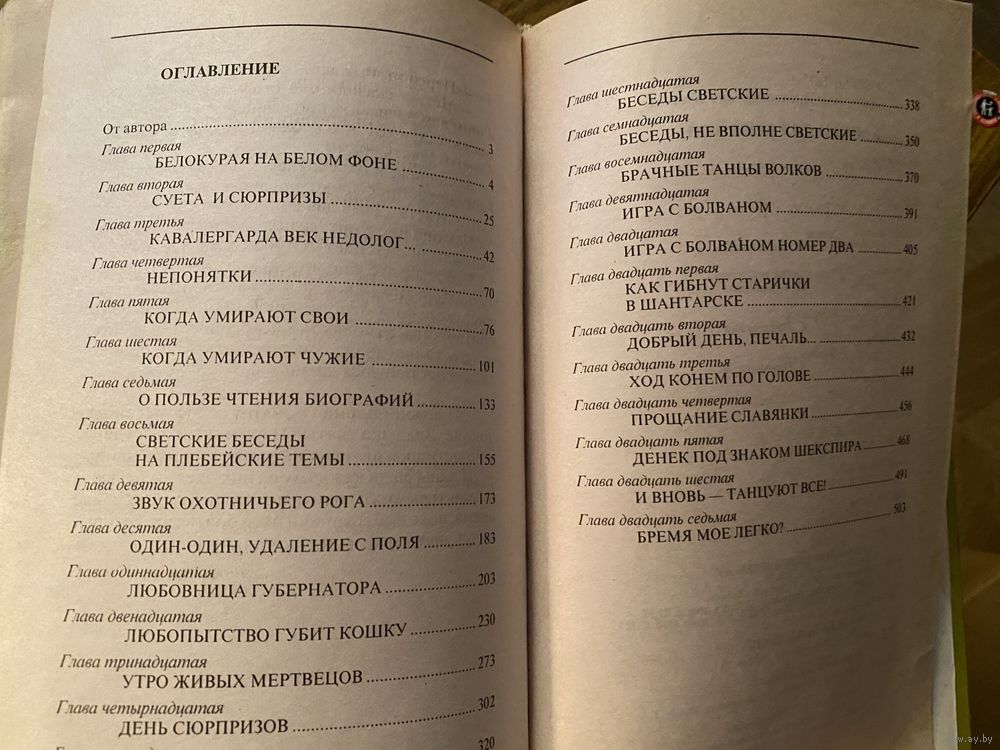 ОГЛАВЛЕНИЕ
От автора 3
Глава первая
БЕЛОКУРАЯ НА БЕЛОМ ФОНЕ 4
Глава вторая
СУЕТА И СЮРПРИЗЫ 25
Глава третья
КАВАЛЕРГАРДА ВЕК НЕДОЛОГ... 42
Глава четвертая
НЕПОНЯТКИ 70
Глава пятая
КОГДА УМИРАЮТ СВОИ 76
Глава шестая
КОГДА УМИРАЮТ ЧУЖИЕ 101
Глава седьмая
О ПОЛЬЗЕ ЧТЕНИЯ БИОГРАФИЙ 133
Глава восьмая
СВЕТСКИЕ БЕСЕДЫ
НА ПЛЕБЕЙСКИЕ ТЕМЫ 155
Глава девятая
ЗВУК ОХОТНИЧЬЕГО РОГА 173
Глава десятая
ОДИН-ОДИН, УДАЛЕНИЕ С ПОЛЯ 183
Глава одиннадцатая
ЛЮБОВНИЦА ГУБЕРНАТОРА 203
Глава двенадцатая
ЛЮБОПЫТСТВО ГУБИТ КОШКУ 230
Глава тринадцатая
УТРО ЖИВЫХ МЕРТВЕЦОВ 273
Глава четырнадцатая
ДЕНЬ СЮРПРИЗОВ 302
320
Глава шестнадцатая
БЕСЕДЫ СВЕТСКИЕ 338
Глава семнадцатая
БЕСЕДЫ, НЕ ВПОЛНЕ СВЕТСКИЕ 350
Глава восемнадцатая
БРАЧНЫЕ ТАНЦЫ ВОЛКОВ 370
Глава девятнадцатая
ИГРА С БОЛВАНОМ 391
Глава двадцатая
ИГРА С БОЛВАНОМ НОМЕР ДВА 405
Глава двадцать первая
КАК ГИБНУТ СТАРИЧКИ
В ШАНТАРСКЕ 421
Глава двадцать вторая
ДОБРЫЙ ДЕНЬ, ПЕЧАЛЬ... 432
Глава двадцать третья
ХОД КОНЕМ ПО ГОЛОВЕ 444
Глава двадцать четвертая
ПРОЩАНИЕ СЛАВЯНКИ 456
Глава двадцать пятая
ДЕНЕК ПОД ЗНАКОМ ШЕКСПИРА 468
Глава двадцать шестая
И ВНОВЬ — ТАНЦУЮТ ВСЕ! 491
Глава двадцать седьмая
БРЕМЯ МОЕ ЛЕГКО? 503